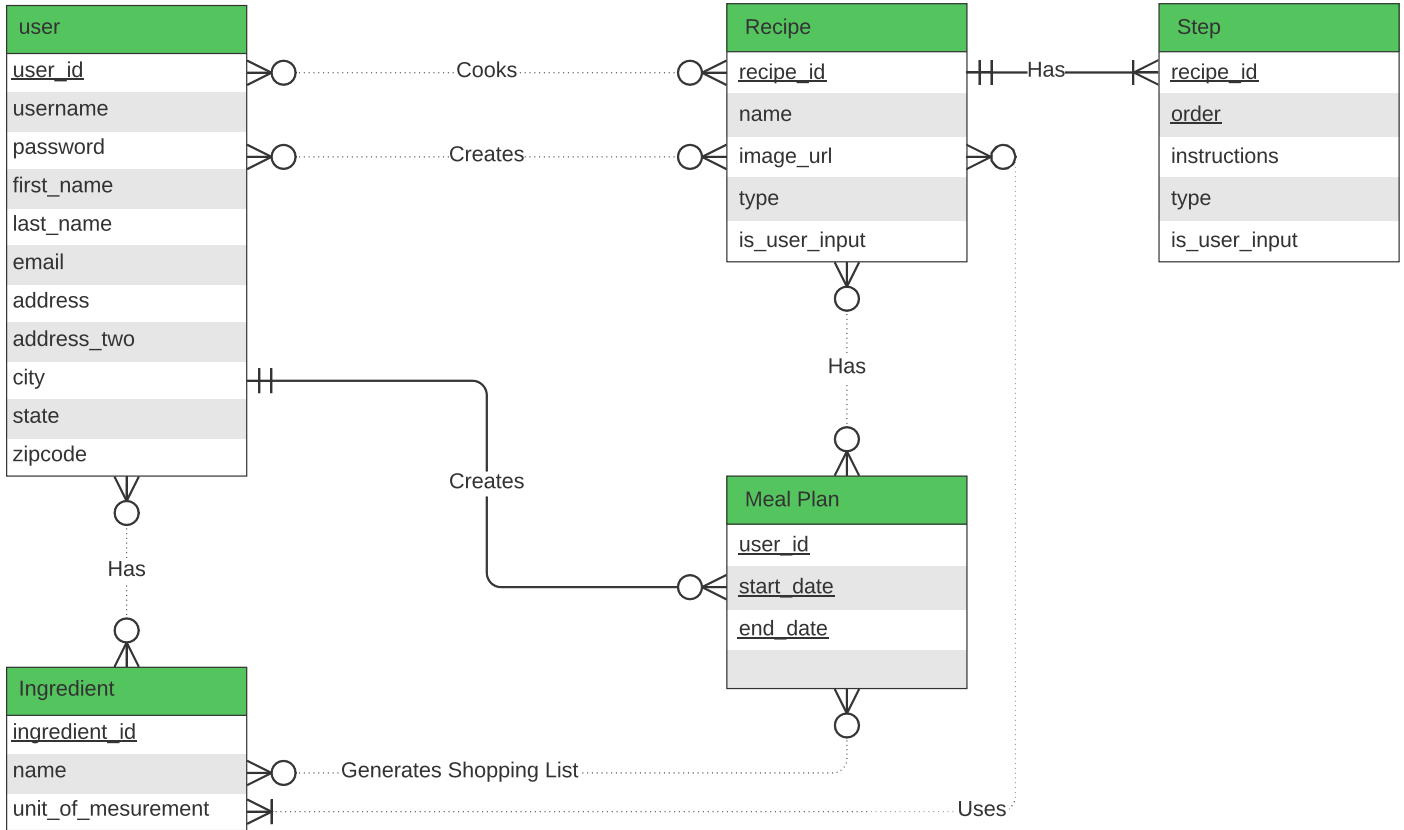 user
user_id
username
password
first_name
last_name
email
address
address_two
city
state
zipcode
Cooks
Creates
Recipe
recipe_id
name
image_url
type
is_user_input
Has
Step
recipe_id
order
instructions
type
is_user_input
Has
Creates
Meal Plan
user_id
start_date
end_date
Has
Ingredient
ingredient_id
name
unit_of_mesurement
Generates Shopping List
Uses